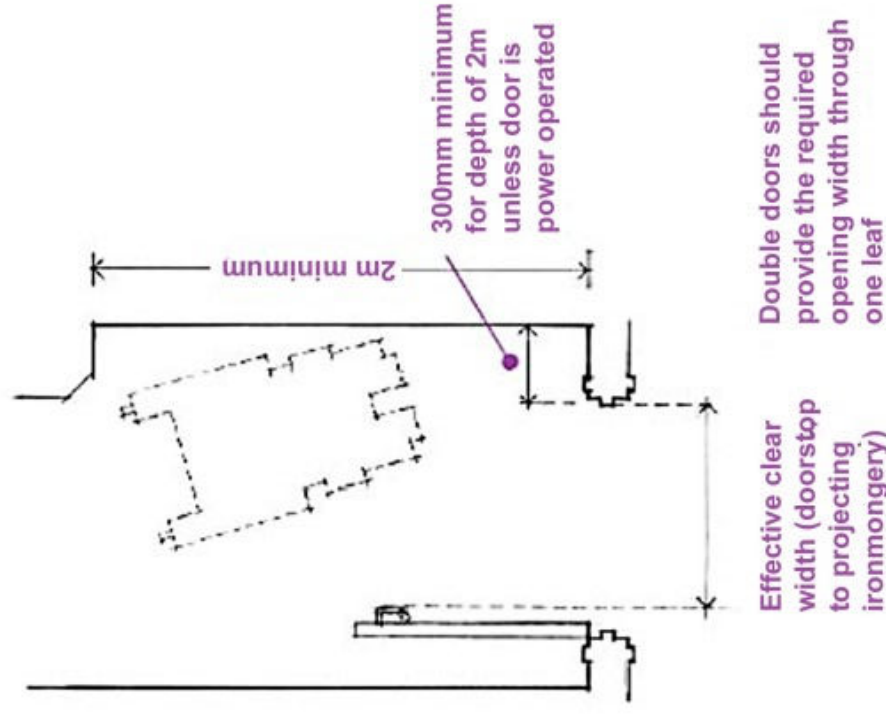 2m minimum
300mm minimum
for depth of 2m
unless door is
power operated
Effective clear
width (doorstop
to projecting
ironmongery)
Double doors should
provide the required
opening width through
one leaf